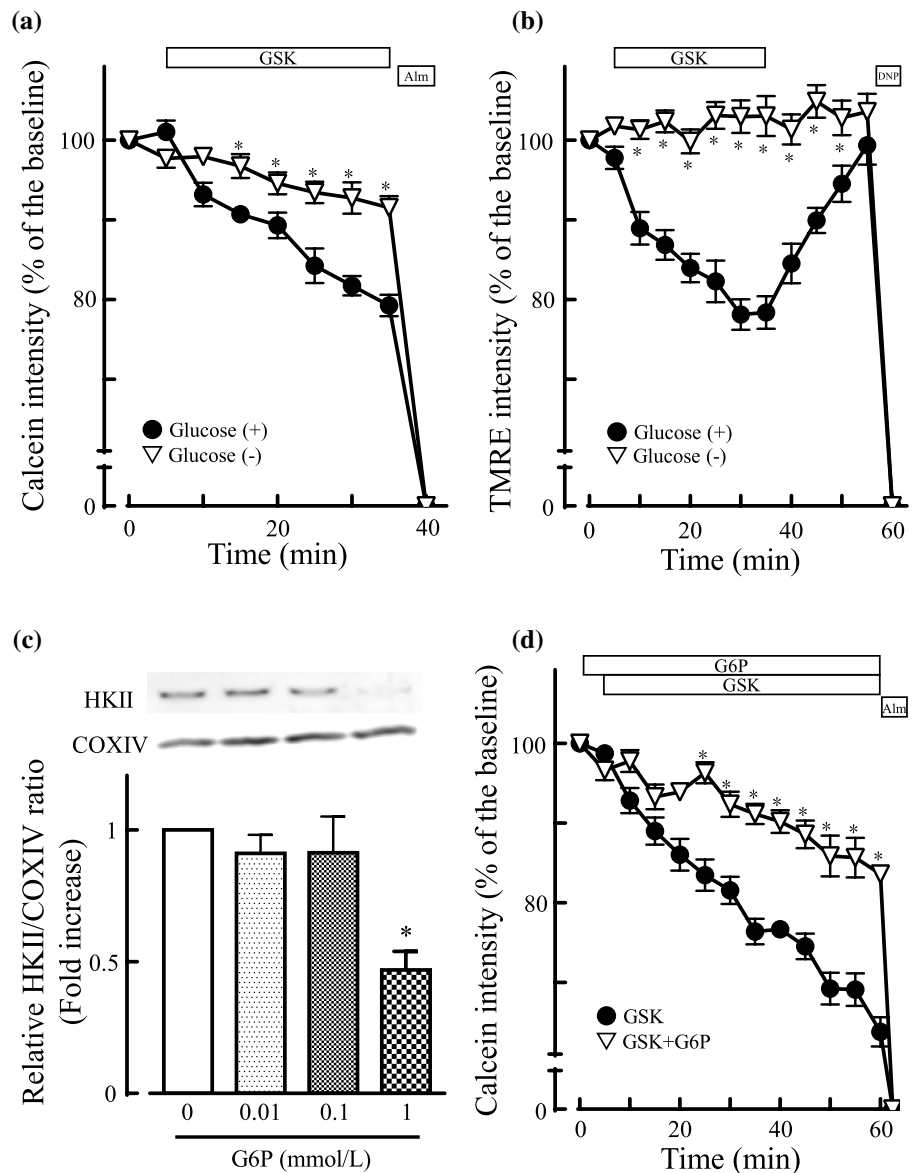 (a)
GSK
Alm
Calcein intensity (% of the baseline)
100
80
0
* * * * *
Glucose (+)
Glucose (-)
0 20 40
Time (min)
(b)
GSK
DNP
TMRE intensity (% of the baseline)
100
80
0
* * * * * * * * *
Glucose (+)
Glucose (-)
0 20 40 60
Time (min)
(c)
HKII
COXIV
Relative HKII/COXIV ratio
(Fold increase)
1
0.5
0
*
0 0.01 0.1 1
G6P (mmol/L)
(d)
G6P
GSK
Alm
Calcein intensity (% of the baseline)
100
80
0
* * * * * * * *
GSK
GSK+G6P
0 20 40 60
Time (min)